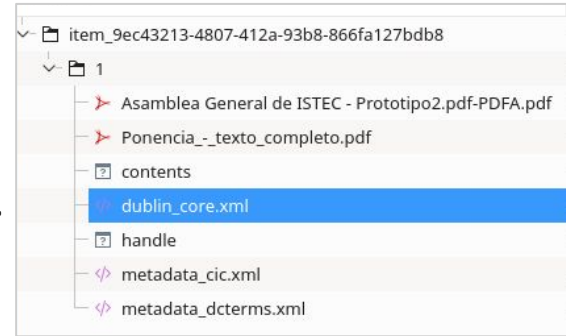 item_9ec43213-4807-412a-93b8-866fa127bdb8
1
Asamblea General de ISTEC - Prototipo2.pdf-PDFA.pdf
Ponencia_-_texto_completo.pdf
contents
dublin_core.xml
handle
metadata_cic.xml
metadata_dcterms.xml